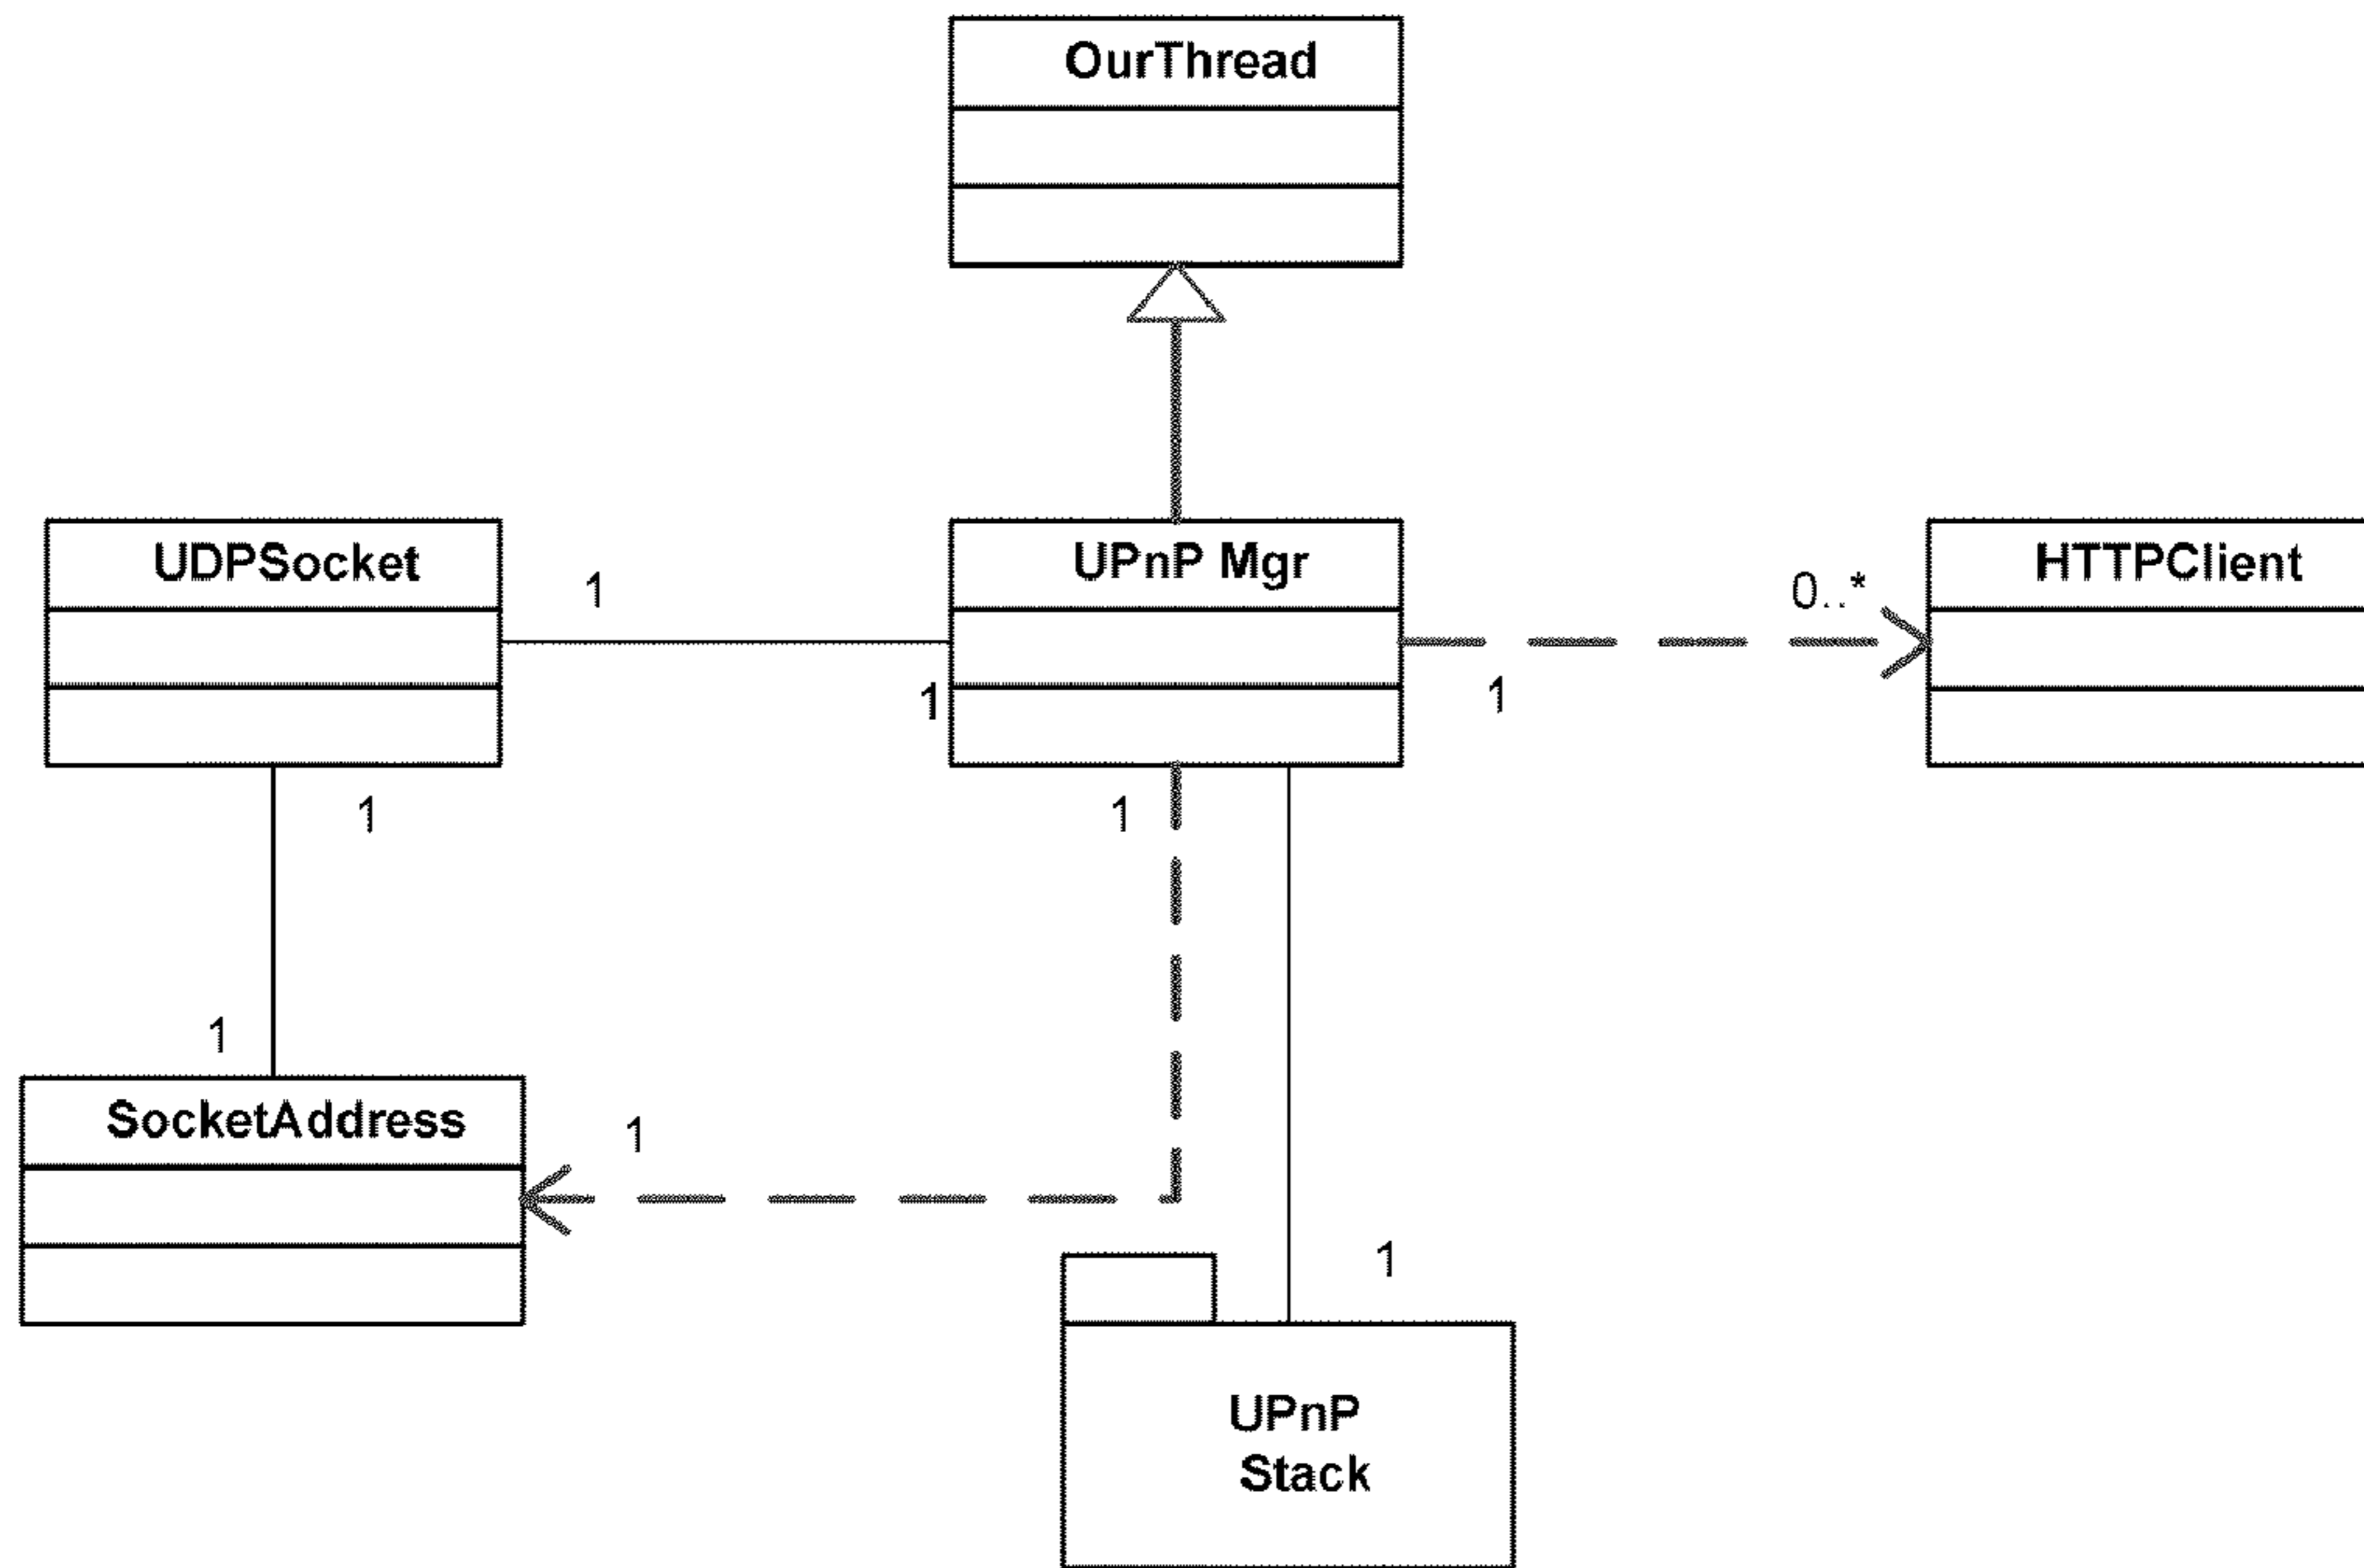 OurThread
UDPSocket
1
UPnP Mgr
0..*
HTTPClient
1
1
1
1
1
SocketAddress
1
1
UPnP
Stack